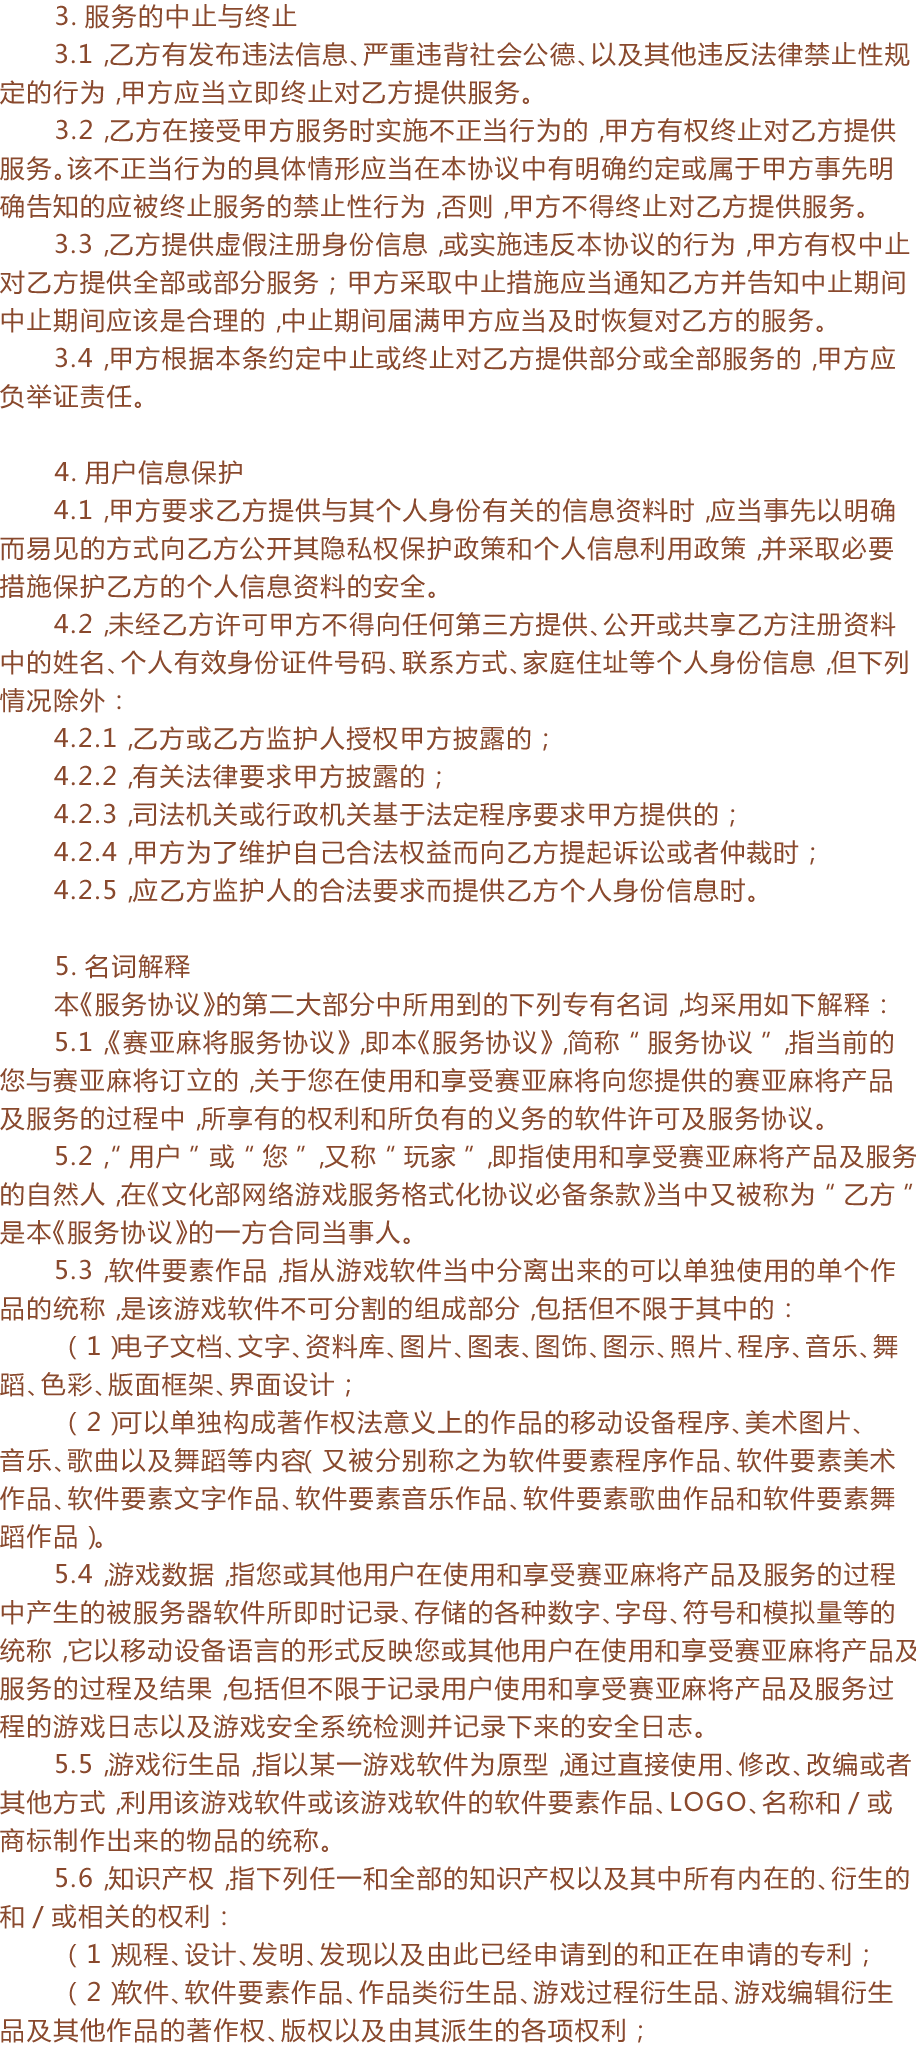 3. 服务的中止与终止
3.1 ,乙方有发布违法信息、严重违背社会公德、以及其他违反法律禁止性规
定的行为 ,甲方应当立即终止对乙方提供服务。
3.2 ,乙方在接受甲方服务时实施不正当行为的 ,甲方有权终止对乙方提供
服务。该不正当行为的具体情形应当在本协议中有明确约定或属于甲方事先明
确告知的应被终止服务的禁止性行为 ,否则 ,甲方不得终止对乙方提供服务。
3.3 ,乙方提供虚假注册身份信息 ,或实施违反本协议的行为 ,甲方有权中止
对乙方提供全部或部分服务；甲方采取中止措施应当通知乙方并告知中止期间
中止期间应该是合理的 ,中止期间届满甲方应当及时恢复对乙方的服务。
3.4 ,甲方根据本条约定中止或终止对乙方提供部分或全部服务的 ,甲方应
负举证责任。
4. 用户信息保护
4.1 ,甲方要求乙方提供与其个人身份有关的信息资料时 ,应当事先以明确
而易见的方式向乙方公开其隐私权保护政策和个人信息利用政策 ,并采取必要
措施保护乙方的个人信息资料的安全。
4.2 ,未经乙方许可甲方不得向任何第三方提供、公开或共享乙方注册资料
中的姓名、个人有效身份证件号码、联系方式、家庭住址等个人身份信息 ,但下列
情况除外：
4.2.1 ,乙方或乙方监护人授权甲方披露的；
4.2.2 ,有关法律要求甲方披露的；
4.2.3 ,司法机关或行政机关基于法定程序要求甲方提供的；
4.2.4 ,甲方为了维护自己合法权益而向乙方提起诉讼或者仲裁时；
4.2.5 ,应乙方监护人的合法要求而提供乙方个人身份信息时。
5. 名词解释
本《服务协议》的第二大部分中所用到的下列专有名词 ,均采用如下解释：
5.1 ,《赛亚麻将服务协议》,即本《服务协议》,简称 " 服务协议 " ,指当前的
您与赛亚麻将订立的 ,关于您在使用和享受赛亚麻将向您提供的赛亚麻将产品
及服务的过程中 ,所享有的权利和所负有的义务的软件许可及服务协议。
5.2 ," 用户 " 或 " 您 " ,又称 " 玩家 " ,即指使用和享受赛亚麻将产品及服务
的自然人 ,在《文化部网络游戏服务格式化协议必备条款》当中又被称为 " 乙方 "
是本《服务协议》的一方合同当事人。
5.3 ,软件要素作品 ,指从游戏软件当中分离出来的可以单独使用的单个作
品的统称 ,是该游戏软件不可分割的组成部分 ,包括但不限于其中的：
( 1 )电子文档、文字、资料库、图片、图表、图饰、图示、照片、程序、音乐、舞
蹈、色彩、版面框架、界面设计；
( 2 )可以单独构成著作权法意义上的作品的移动设备程序、美术图片、
音乐、歌曲以及舞蹈等内容( 又被分别称之为软件要素程序作品、软件要素美术
作品、软件要素文字作品、软件要素音乐作品、软件要素歌曲作品和软件要素舞
蹈作品 )。
5.4 ,游戏数据 ,指您或其他用户在使用和享受赛亚麻将产品及服务的过程
中产生的被服务器软件所即时记录、存储的各种数字、字母、符号和模拟量等的
统称 ,它以移动设备语言的形式反映您或其他用户在使用和享受赛亚麻将产品及
服务的过程及结果 ,包括但不限于记录用户使用和享受赛亚麻将产品及服务过
程的游戏日志以及游戏安全系统检测并记录下来的安全日志。
5.5 ,游戏衍生品 ,指以某一游戏软件为原型 ,通过直接使用、修改、改编或者
其他方式 ,利用该游戏软件或该游戏软件的软件要素作品、LOGO、名称和 / 或
商标制作出来的物品的统称。
5.6 ,知识产权 ,指下列任一和全部的知识产权以及其中所有内在的、衍生的
和 / 或相关的权利：
( 1 )规程、设计、发明、发现以及由此已经申请到的和正在申请的专利；
( 2 )软件、软件要素作品、作品类衍生品、游戏过程衍生品、游戏编辑衍生
品及其他作品的著作权、版权以及由其派生的各项权利；